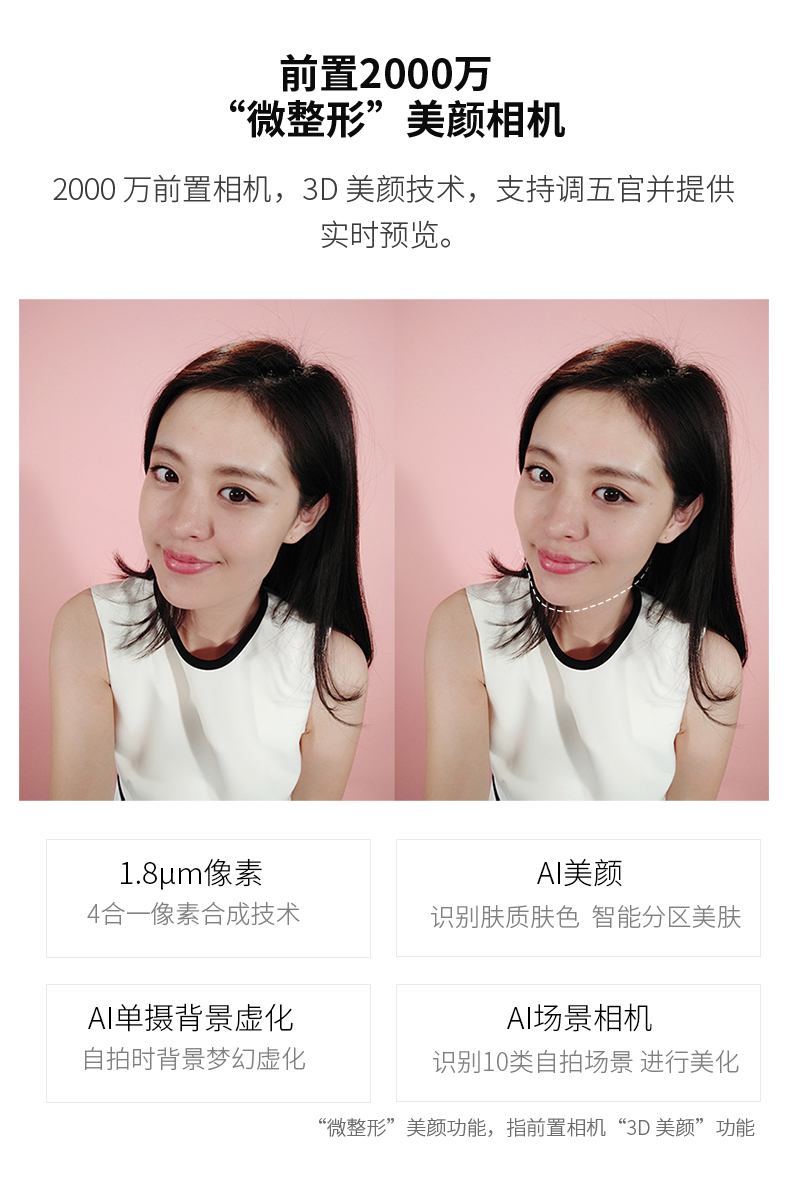 前置2000万
“微整形”美颜相机
2000 万前置相机，3D 美颜技术，支持调五官并提供
实时预览。
1.8μm像素
4合一像素合成技术
AI美颜
识别肤质肤色 智能分区美肤
AI单摄背景虚化
自拍时背景梦幻虚化
AI场景相机
识别10类自拍场景 进行美化
“微整形”美颜功能，指前置相机“3D 美颜”功能